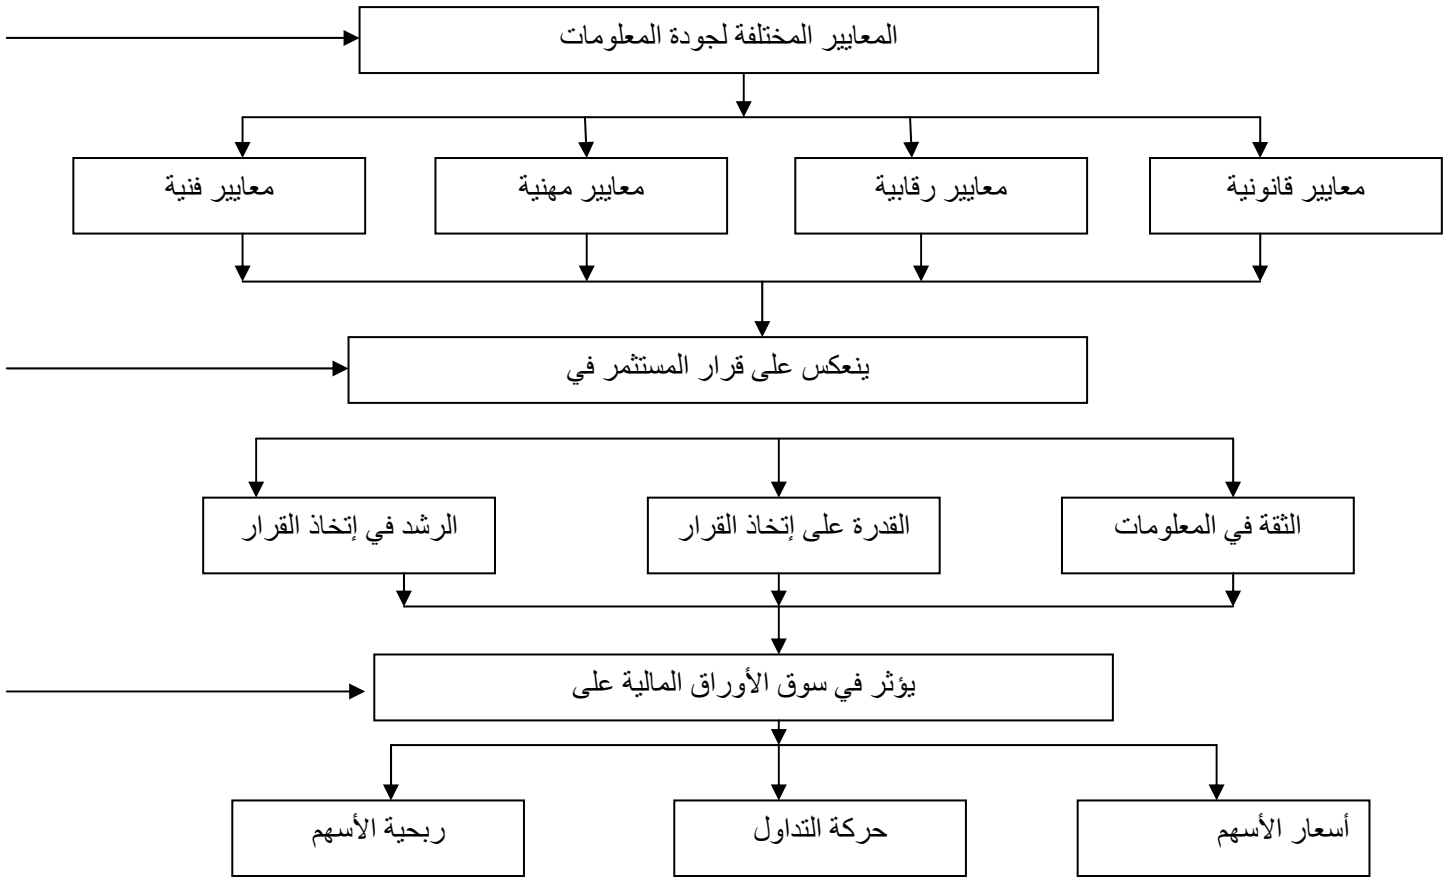 المعايير المختلفة لجودة المعلومات
معايير قانونية
معايير رقابية
معايير مهنية
معايير فنية
ينعكس على قرار المستثمر في
الثقة في المعلومات
القدرة على إتخاذ القرار
الرشد في إتخاذ القرار
يؤثر في سوق الأوراق المالية على
أسعار الأسهم
حركة التداول
ربحية الأسهم